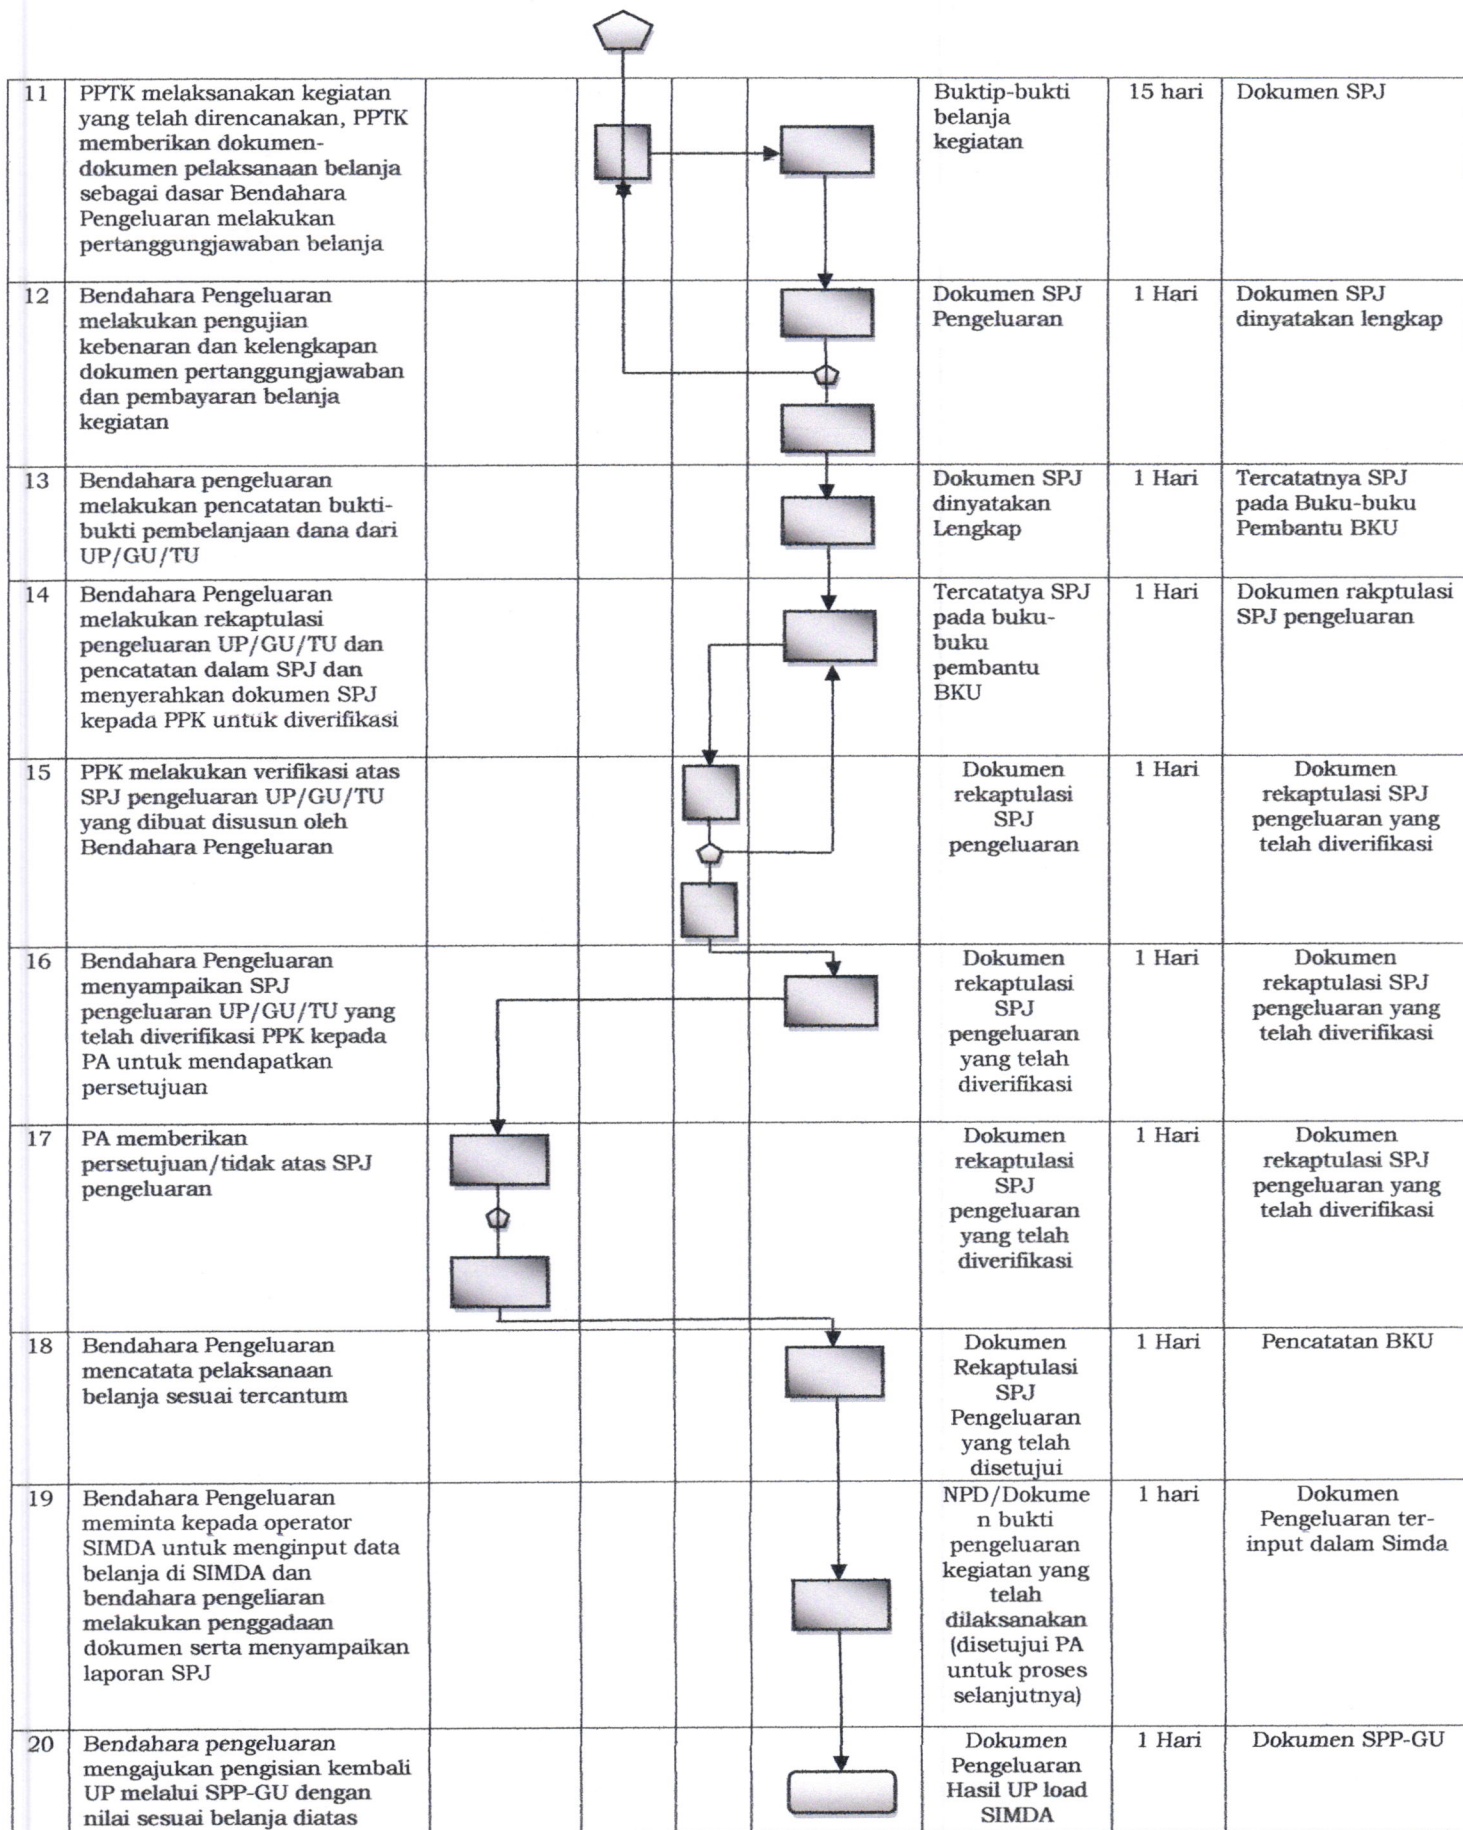 11
PPTK melaksanakan kegiatan
yang telah direncanakan, PPTK
memberikan dokumen-
dokumen pelaksanaan belanja
sebagai dasar Bendahara
Pengeluaran melakukan
pertanggungjawaban belanja
Buktip-bukti
belanja
kegiatan
15 hari
Dokumen SPJ
12
Bendahara Pengeluaran
melakukan pengujian
kebenaran dan kelengkapan
dokumen pertanggungjawaban
dan pembayaran belanja
kegiatan
Dokumen SPJ
Pengeluaran
1 Hari
Dokumen SPJ
dinyatakan lengkap
13
Bendahara pengeluaran
melakukan pencatatan bukti-
bukti pembelanjaan dana dari
UP/GU/TU
Dokumen SPJ
dinyatakan
Lengkap
1 Hari
Tercatatnya SPJ
pada Buku-buku
Pembantu BKU
14
Bendahara Pengeluaran
melakukan rekaptulasi
pengeluaran UP/GU/TU dan
pencatatan dalam SPJ dan
menyerahkan dokumen SPJ
kepada PPK untuk diverifikasi
Tercatatya SPJ
pada buku-
buku
pembantu
BKU
1 Hari
Dokumen rakptulasi
SPJ pengeluaran
15
PPK melakukan verifikasi atas
SPJ pengeluaran UP/GU/TU
yang dibuat disusun oleh
Bendahara Pengeluaran
Dokumen
rekaptulasi
SPJ
pengeluaran
1 Hari
Dokumen
rekaptulasi SPJ
pengeluaran yang
telah diverifikasi
16
Bendahara Pengeluaran
menyampaikan SPJ
pengeluaran UP/GU/TU yang
telah diverifikasi PPK kepada
PA untuk mendapatkan
persetujuan
Dokumen
rekaptulasi
SPJ
pengeluaran
yang telah
diverifikasi
1 Hari
Dokumen
rekaptulasi SPJ
pengeluaran yang
telah diverifikasi
17
PA memberikan
persetujuan/tidak atas SPJ
pengeluaran
Dokumen
rekaptulasi
SPJ
pengeluaran
yang telah
diverifikasi
1 Hari
Dokumen
rekaptulasi SPJ
pengeluaran yang
telah diverifikasi
18
Bendahara Pengeluaran
mencatata pelaksanaan
belanja sesuai tercantum
Dokumen
Rekaptulasi
SPJ
Pengeluaran
yang telah
disetujui
1 Hari
Pencatatan BKU
19
Bendahara Pengeluaran
meminta kepada operator
SIMDA untuk menginput data
belanja di SIMDA dan
bendahara pengeliaran
melakukan penggadaan
dokumen serta menyampaikan
laporan SPJ
NPD/Dokume
n bukti
pengeluaran
kegiatan yang
telah
dilaksanakan
(disetujui PA
untuk proses
selanjutnya)
1 hari
Dokumen
Pengeluaran ter-
input dalam Simda
20
Bendahara pengeluaran
mengajukan pengisian kembali
UP melalui SPP-GU dengan
nilai sesuai belanja diatas
Dokumen
Pengeluaran
Hasil UP load
SIMDA
1 Hari
Dokumen SPP-GU